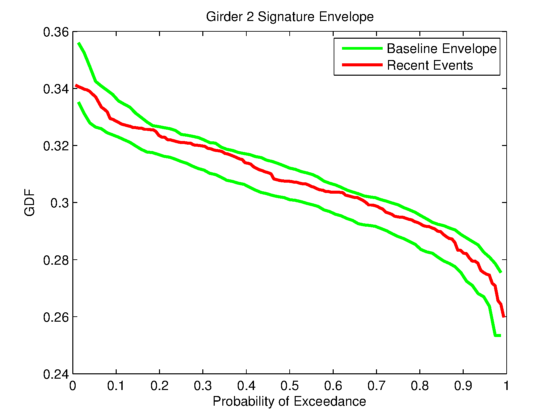 Girder 2 Signature Envelope
0.36
0.34
0.32
0.3
0.28
0.26
0.24
GDF
Baseline Envelope
Recent Events
0 0.1 0.2 0.3 0.4 0.5 0.6 0.7 0.8 0.9 1
Probability of Exceedance